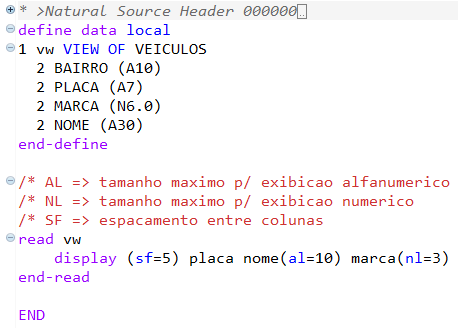 * >Natural Source Header 000000
define data local
1 vw VIEW OF VEICULOS
2 BAIRRO (A10)
2 PLACA (A7)
2 MARCA (N6.0)
2 NOME (A30)
end-define
/* AL => tamanho maximo p/ exibicao alfanumerico
/* NL => tamanho maximo p/ exibicao numerico
/* SF => espacamento entre colunas
read vw
display (sf=5) placa nome(al=10) marca(nl=3)
end-read
END